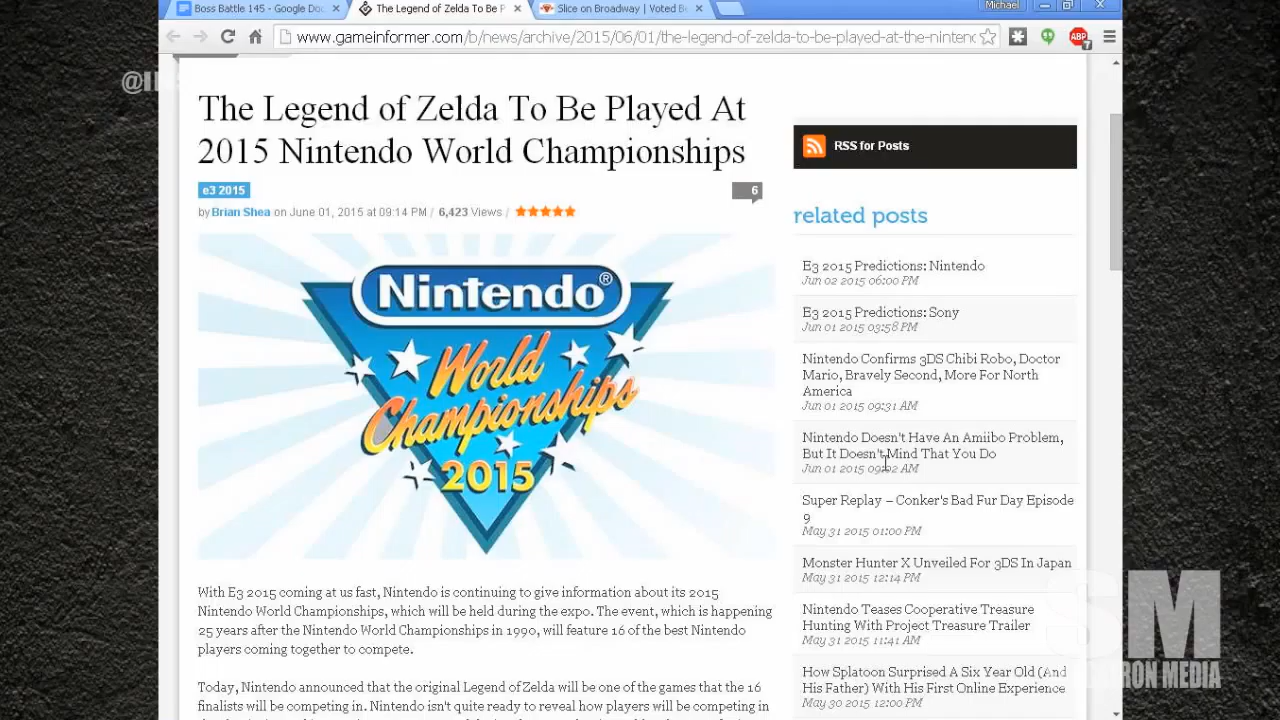 Boss Battle 145 - Google Doc
The Legend of Zelda To Be P
Slice on Broadway | Voted Be
Michael
www.gameinformer.com/b/news/archive/2015/06/01/the-legend-of-zelda-to-be-played-at-the-nintend
ABP
7
The Legend of Zelda To Be Played At
2015 Nintendo World Championships
e3 2015
6
by Brian Shea on June 01, 2015 at 09:14 PM / 6,423 Views /
Nintendo®
World
Championships
2015
With E3 2015 coming at us fast, Nintendo is continuing to give information about its 2015
Nintendo World Championships, which will be held during the expo. The event, which is happening
25 years after the Nintendo World Championships in 1990, will feature 16 of the best Nintendo
players coming together to compete.
Today, Nintendo announced that the original Legend of Zelda will be one of the games that the 16
finalists will be competing in. Nintendo isn't quite ready to reveal how players will be competing in
RSS for Posts
related posts
E3 2015 Predictions: Nintendo
Jun 02 2015 06:00 PM
E3 2015 Predictions: Sony
Jun 01 2015 03:58 PM
Nintendo Confirms 3DS Chibi Robo, Doctor
Mario, Bravely Second, More For North
America
Jun 01 2015 09:31 AM
Nintendo Doesn't Have An Amiibo Problem,
But It Doesn't Mind That You Do
Jun 01 2015 AM
Super Replay – Conker's Bad Fur Day Episode
9
May 31 2015 01:00 PM
Monster Hunter X Unveiled For 3DS In Japan
May 31 2015 12:14 PM
Nintendo Teases Cooperative Treasure
Hunting With Project Treasure Trailer
May 31 2015 11:41 AM
How Splatoon Surprised A Six Year Old (And
His Father) With His First Online Experience
May 30 2015 12:00 PM
SM
MEDIA